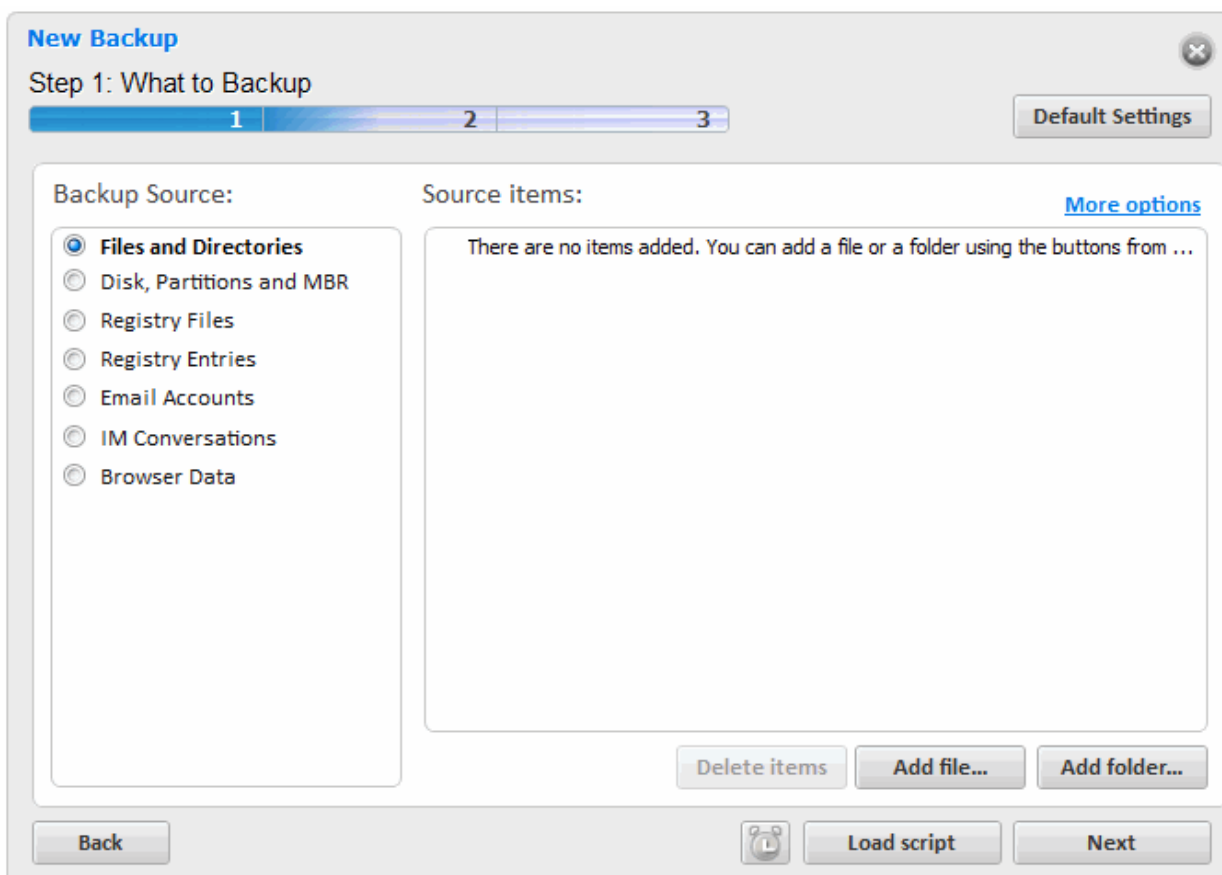 New Backup
Step 1: What to Backup
1 2 3
Default Settings
Backup Source:
Source items:
More options
Files and Directories
Disk, Partitions and MBR
Registry Files
Registry Entries
Email Accounts
IM Conversations
Browser Data
There are no items added. You can add a file or a folder using the buttons from ...
Delete items
Add file...
Add folder...
Back
Load script
Next